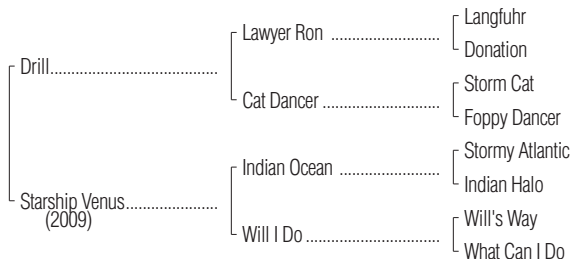 Langfuhr
Lawyer Ron ..............................
Donation
Drill..............................................
Storm Cat
Cat Dancer ................................
Foppy Dancer
Stormy Atlantic
Indian Ocean ...........................
Indian Halo
Starship Venus.........................
(2009)
Will's Way
Will I Do ....................................
What Can I Do